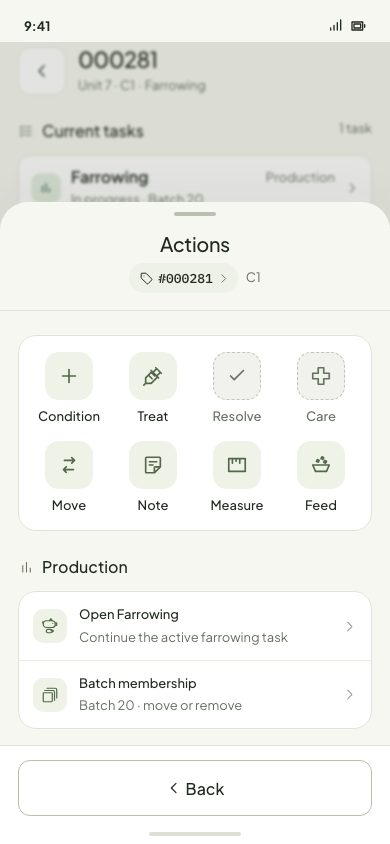 9:41
000281
Unit 7 · C1 · Farrowing
Current tasks
1 task
Farrowing
Production
In progress · Batch 20
Actions
#000281
C1
Condition
Treat
Resolve
Care
Move
Note
Measure
Feed
Production
Open Farrowing
Continue the active farrowing task
Batch membership
Batch 20 · move or remove
Back